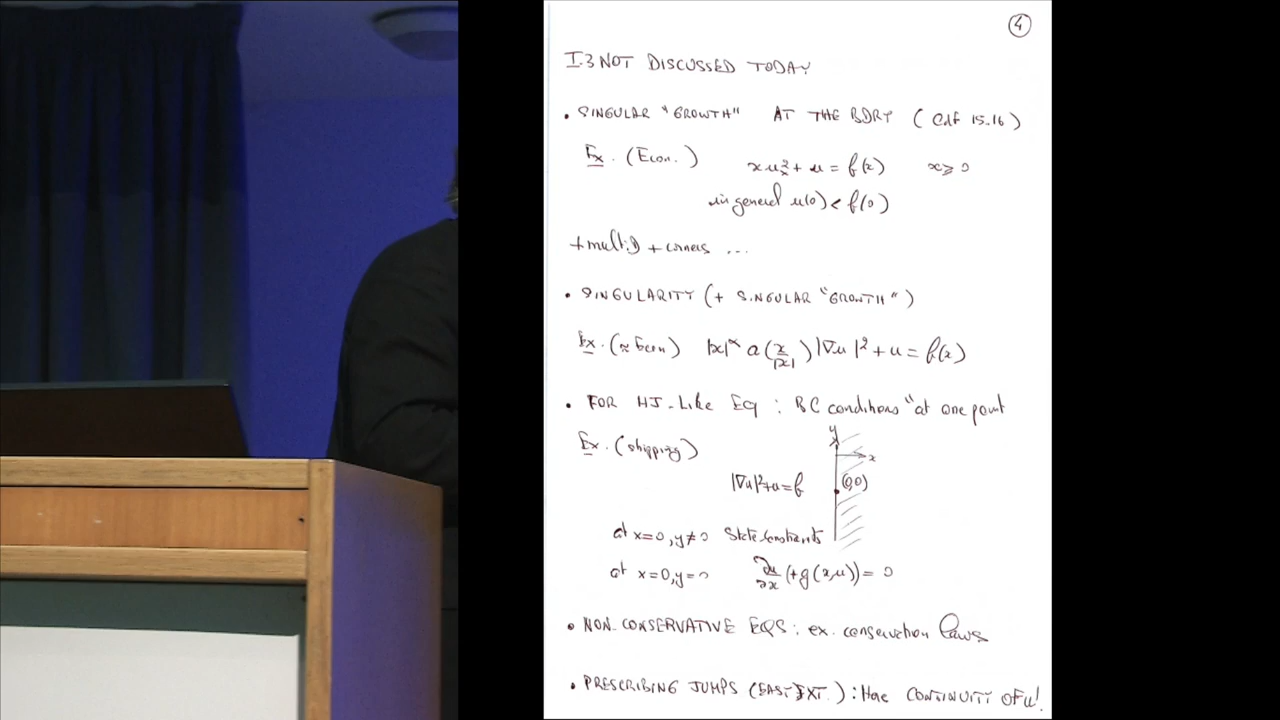 4
I.3 NOT DISCUSSED TODAY
• SINGULAR "GROWTH" AT THE BDRY (CdF 15.16)
Ex. (Econ.) x u_x^2 + u = f(x) x ≥ 0
in general u(0) < f(0)
+ multi d + corners ...
• SINGULARITY (+ SINGULAR "GROWTH")
Ex. (≈ Econ) |x|^α a(x/|x|) |∇u|^2 + u = f(x)
• FOR HJ-Like EQ : BC conditions "at one point
Ex. (shipping)
y
x
|∇u|^2 + u = f (0,0)
at x=0, y≠0 State constraints
at x=0, y=0 ∂u/∂x (+g(x,u)) = 0
• NON-CONSERVATIVE EQS : ex. conservation laws
• PRESCRIBING JUMPS (EAST EXT.) : Here CONTINUITY OF u!